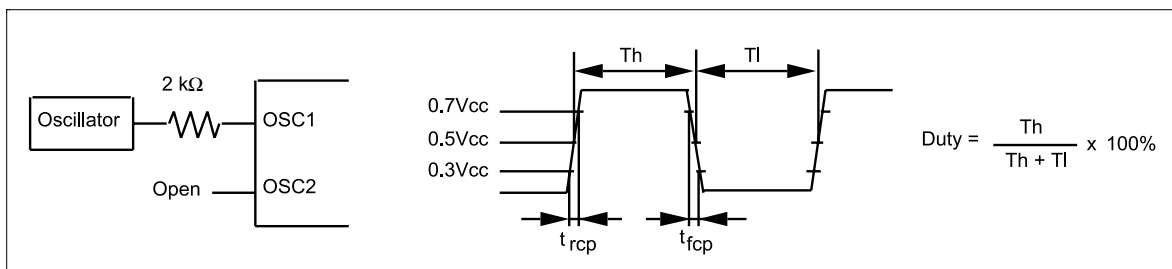 2 kΩ
Oscillator
OSC1
Open
OSC2
Th
Tl
0.7Vcc
0.5Vcc
0.3Vcc
t rcp
t fcp
Duty = Th / Th + Tl x 100%